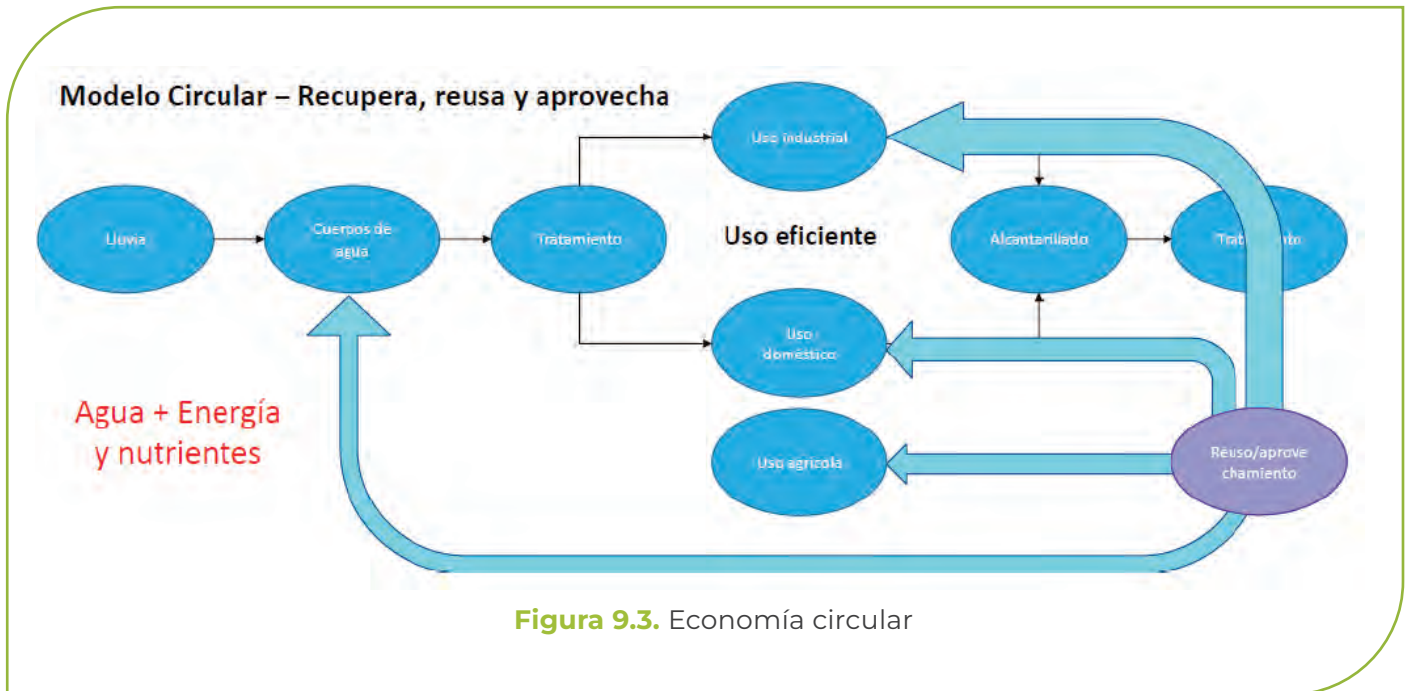 Modelo Circular – Recupera, reusa y aprovecha
Uso industrial
Lluvia
Cuerpos de
agua
Tratamiento
Uso eficiente
Alcantarillado
Uso
doméstico
Agua + Energía
y nutrientes
Uso agrícola
Reuso/aprove
chamiento
Figura 9.3. Economía circular